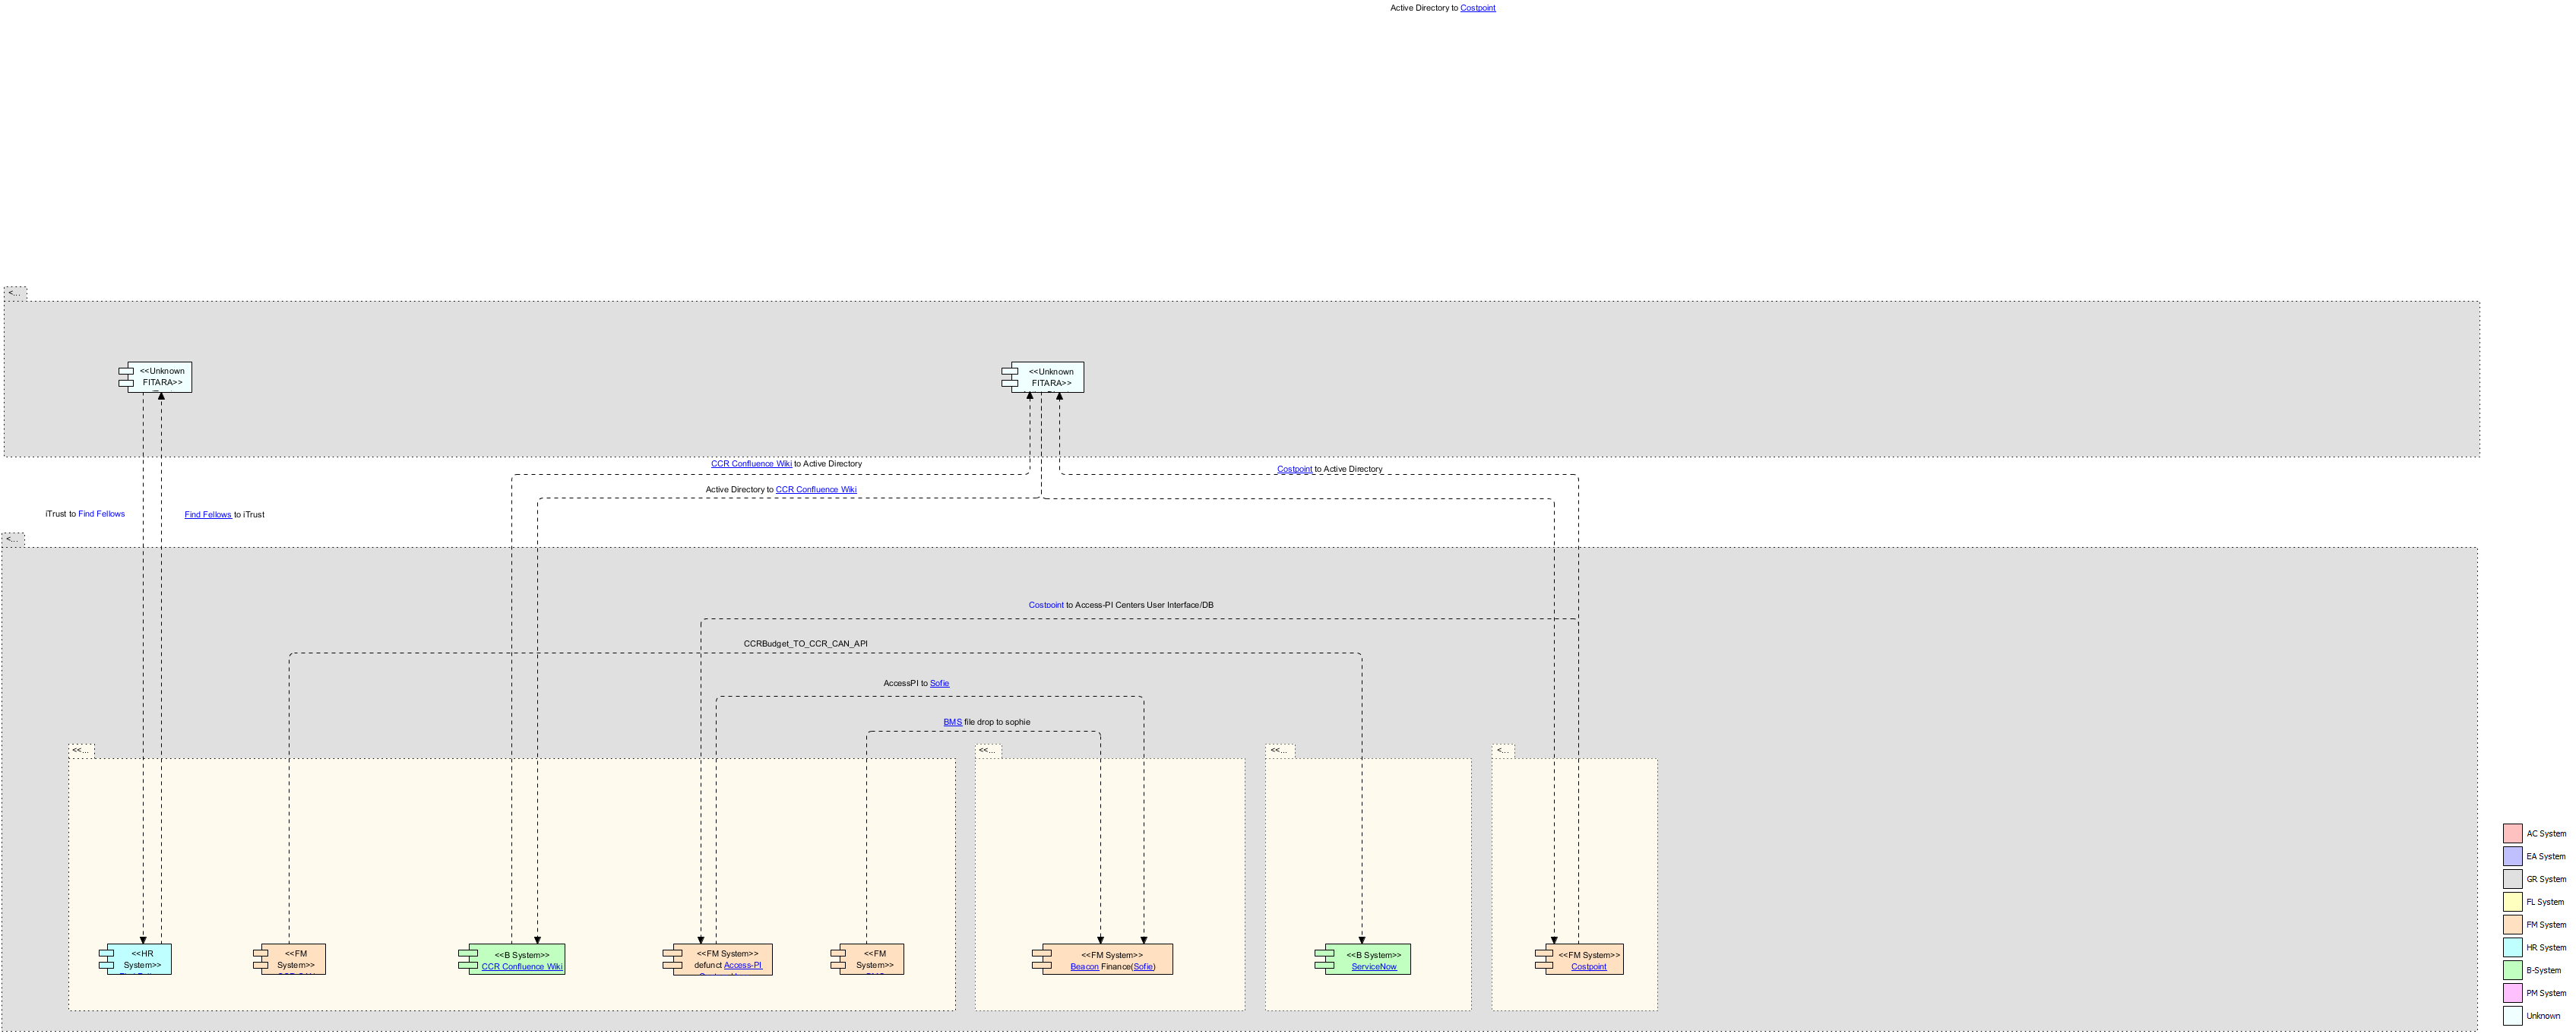 Active Directory to Costpoint
<...
<<Unknown
FITARA>>
<<Unknown
FITARA>>
CCR Confluence Wiki to Active Directory
Costpoint to Active Directory
Active Directory to CCR Confluence Wiki
iTrust to Find Fellows
Find Fellows to iTrust
<...
Costpoint to Access-PI Centers User Interface/DB
CCRBudget_TO_CCR_CAN_API
AccessPI to Sofie
BMS file drop to sophie
<<...
<<...
<<...
<...
<<HR
System>>
<<FM
System>>
<<B System>>
CCR Confluence Wiki
<<FM System>>
defunct Access-PI
<<FM
System>>
<<FM System>>
Beacon Finance(Sofie)
<<B System>>
ServiceNow
<<FM System>>
Costpoint
AC System
EA System
GR System
FL System
FM System
HR System
B-System
PM System
Unknown